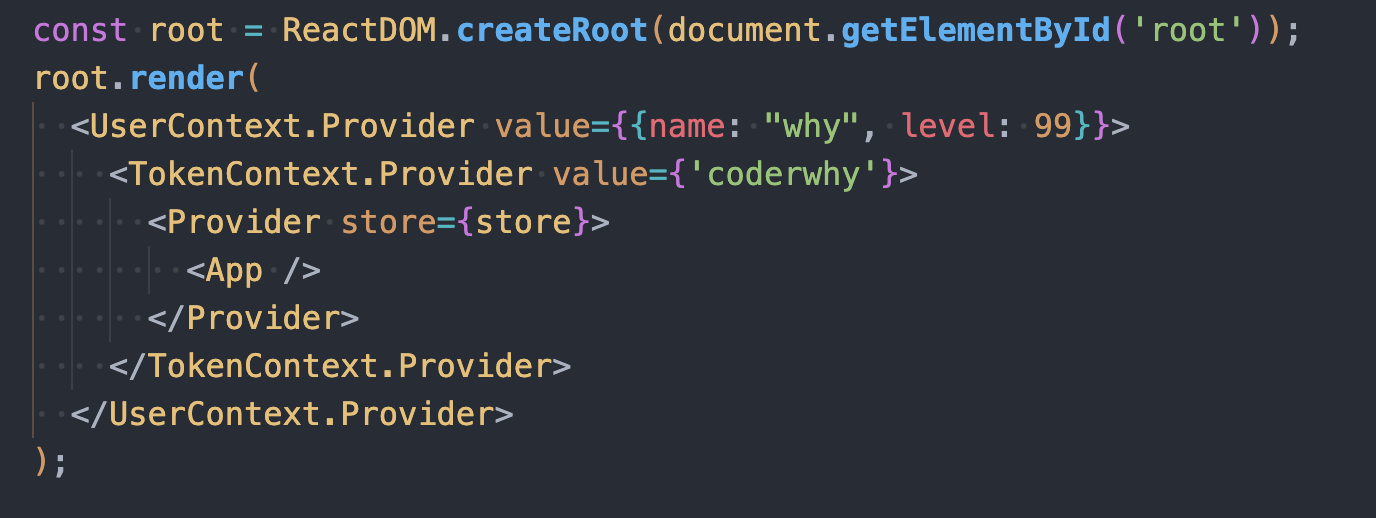 const root = ReactDOM.createRoot(document.getElementById('root'));
root.render(
  <UserContext.Provider value={{name: "why", level: 99}}>
    <TokenContext.Provider value={'coderwhy'}>
      <Provider store={store}>
        <App />
      </Provider>
    </TokenContext.Provider>
  </UserContext.Provider>
);